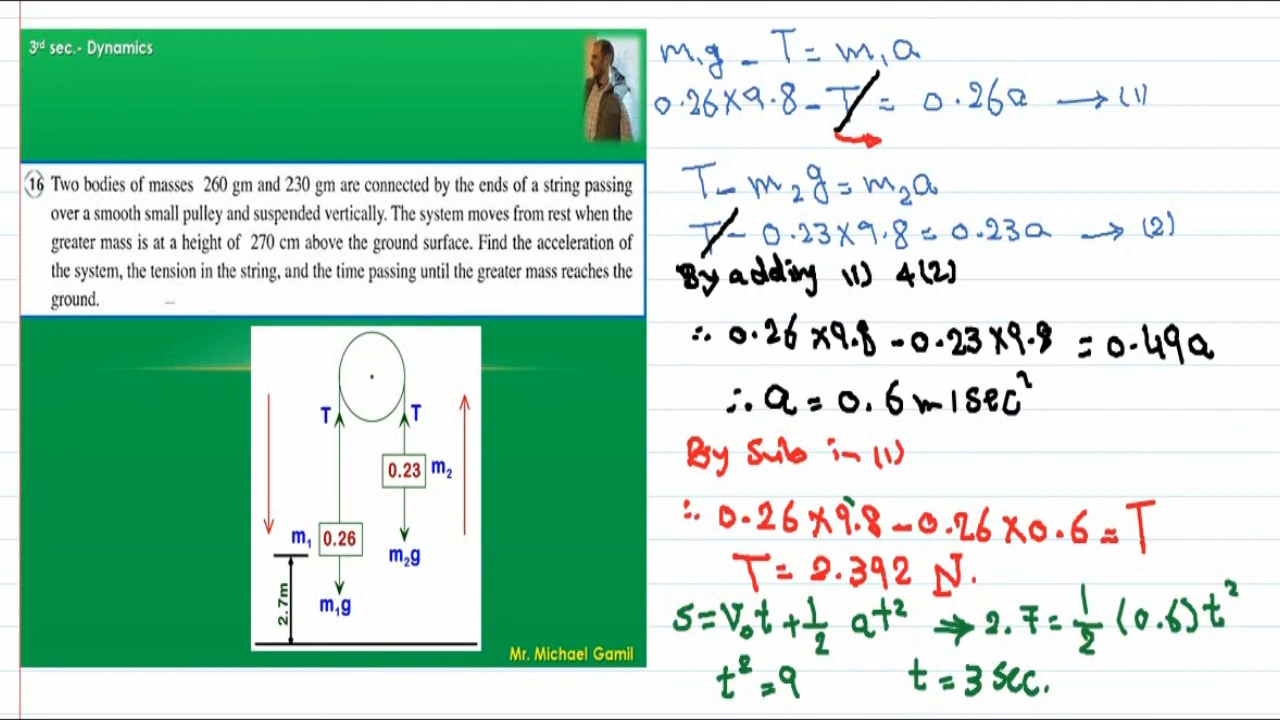 3rd sec.- Dynamics
16 Two bodies of masses 260 gm and 230 gm are connected by the ends of a string passing
over a smooth small pulley and suspended vertically. The system moves from rest when the
greater mass is at a height of 270 cm above the ground surface. Find the acceleration of
the system, the tension in the string, and the time passing until the greater mass reaches the
ground.
T T
0.23 m₂
m₁ 0.26
m₂g
2.7m
m₁g
Mr. Michael Gamil
m₁g - T = m₁a
0.26×9.8 - T = 0.26a → (1)
T - m₂g = m₂a
T - 0.23×9.8 = 0.23a → (2)
By adding (1) & (2)
∴ 0.26×9.8 - 0.23×9.8 = 0.49a
∴ a = 0.6 m/sec²
By Sub in (1)
∴ 0.26×9.8 - 0.26×0.6 = T
T = 2.392 N.
S = V₀t + 1/2 at² → 2.7 = 1/2 (0.6)t²
t² = 9 t = 3 sec.